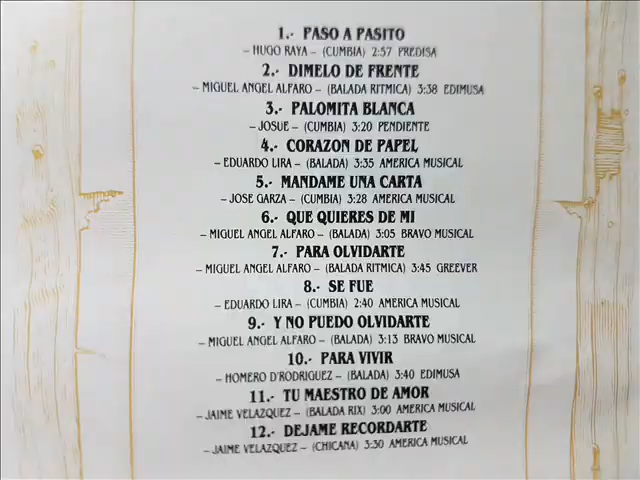 1.- PASO A PASITO
– HUGO RAYA – (CUMBIA) 2:57 PREDISA
2.- DIMELO DE FRENTE
– MIGUEL ANGEL ALFARO – (BALADA RITMICA) 3:38 EDIMUSA
3.- PALOMITA BLANCA
– JOSUE – (CUMBIA) 3:20 PENDIENTE
4.- CORAZON DE PAPEL
– EDUARDO LIRA – (BALADA) 3:35 AMERICA MUSICAL
5.- MANDAME UNA CARTA
– JOSE GARZA – (CUMBIA) 3:28 AMERICA MUSICAL
6.- QUE QUIERES DE MI
– MIGUEL ANGEL ALFARO – (BALADA) 3:05 BRAVO MUSICAL
7.- PARA OLVIDARTE
– MIGUEL ANGEL ALFARO – (BALADA RITMICA) 3:45 GREEVER
8.- SE FUE
– EDUARDO LIRA – (CUMBIA) 2:40 AMERICA MUSICAL
9.- Y NO PUEDO OLVIDARTE
– MIGUEL ANGEL ALFARO – (BALADA) 3:13 BRAVO MUSICAL
10.- PARA VIVIR
– HOMERO D'RODRIGUEZ – (BALADA) 3:40 EDIMUSA
11.- TU MAESTRO DE AMOR
– JAIME VELAZQUEZ – (BALADA RIX) 3:00 AMERICA MUSICAL
12.- DEJAME RECORDARTE
– JAIME VELAZQUEZ – (CHICANA) 3:30 AMERICA MUSICAL